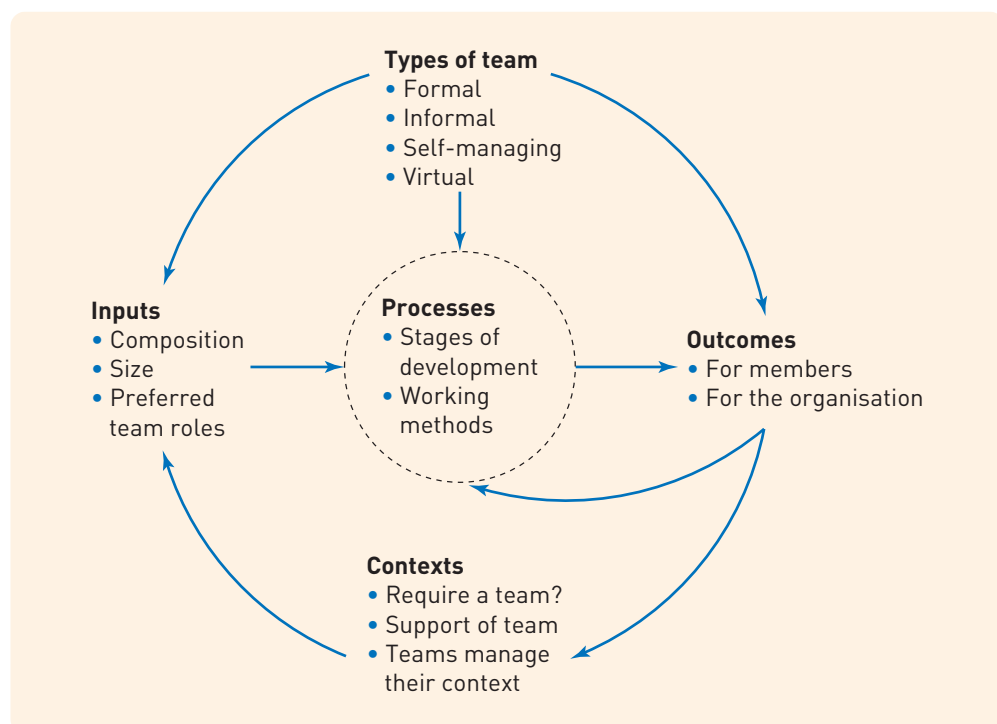 Types of team
• Formal
• Informal
• Self-managing
• Virtual
Inputs
• Composition
• Size
• Preferred
team roles
Processes
• Stages of
development
• Working
methods
Outcomes
• For members
• For the organisation
Contexts
• Require a team?
• Support of team
• Teams manage
their context